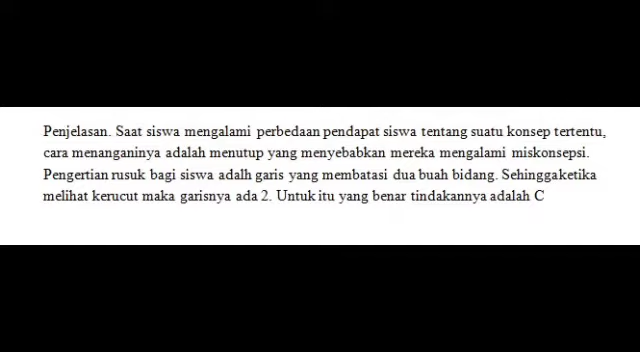 Penjelasan. Saat siswa mengalami perbedaan pendapat siswa tentang suatu konsep tertentu,
cara menanganinya adalah menutup yang menyebabkan mereka mengalami miskonsepsi.
Pengertian rusuk bagi siswa adalh garis yang membatasi dua buah bidang. Sehinggaketika
melihat kerucut maka garisnya ada 2. Untuk itu yang benar tindakannya adalah C